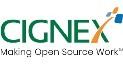 CIGNEX
Making Open Source Work™